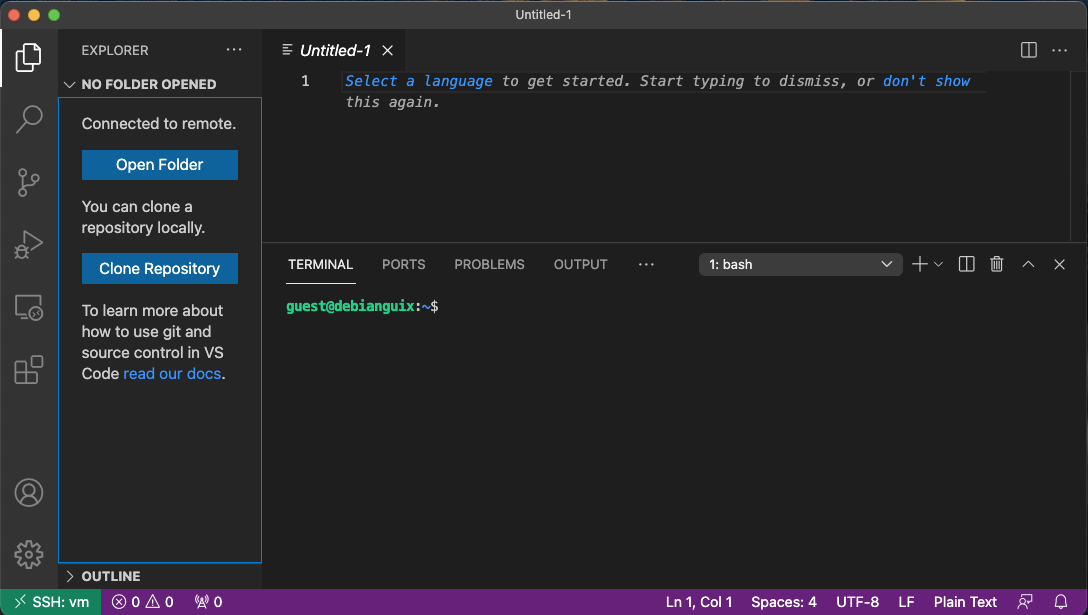 Untitled-1
EXPLORER
Untitled-1
NO FOLDER OPENED
Connected to remote.
Open Folder
You can clone a
repository locally.
Clone Repository
To learn more about
how to use git and
source control in VS
Code read our docs.
OUTLINE
1 Select a language to get started. Start typing to dismiss, or don't show
this again.
TERMINAL PORTS PROBLEMS OUTPUT 1: bash
guest@debianguix:~$
SSH: vm 0 0 0 Ln 1, Col 1 Spaces: 4 UTF-8 LF Plain Text